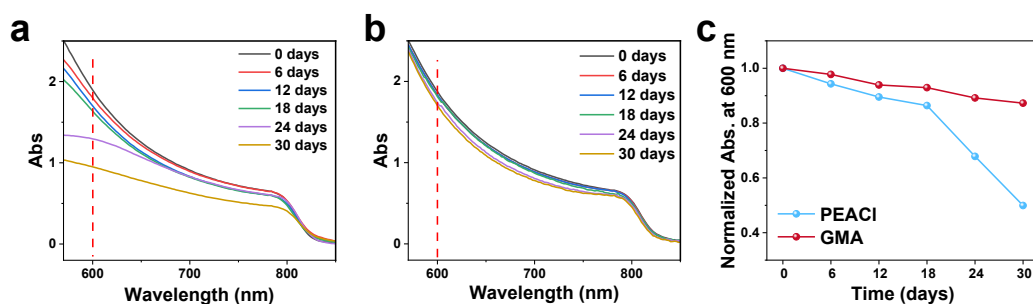 a
2
1
0
Abs
600
700
800
Wavelength (nm)
0 days
6 days
12 days
18 days
24 days
30 days
b
2
1
0
Abs
600
700
800
Wavelength (nm)
0 days
6 days
12 days
18 days
24 days
30 days
c
1.0
0.8
0.6
0.4
Normalized Abs. at 600 nm
PEACl
GMA
0
6
12
18
24
30
Time (days)